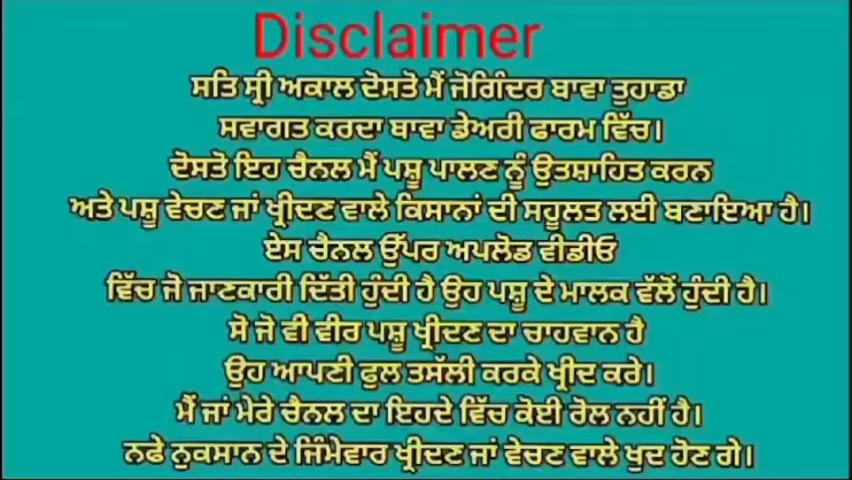 Disclaimer
ਸਤਿ ਸ੍ਰੀ ਅਕਾਲ ਦੋਸਤੋ ਮੈਂ ਜੋਗਿੰਦਰ ਬਾਵਾ ਤੁਹਾਡਾ
ਸਵਾਗਤ ਕਰਦਾ ਬਾਵਾ ਡੇਅਰੀ ਫਾਰਮ ਵਿੱਚ।
ਦੋਸਤੋ ਇਹ ਚੈਨਲ ਮੈਂ ਪਸ਼ੂ ਪਾਲਣ ਨੂੰ ਉਤਸ਼ਾਹਿਤ ਕਰਨ
ਅਤੇ ਪਸ਼ੂ ਵੇਚਣ ਜਾਂ ਖ੍ਰੀਦਣ ਵਾਲੇ ਕਿਸਾਨਾਂ ਦੀ ਸਹੂਲਤ ਲਈ ਬਣਾਇਆ ਹੈ।
ਏਸ ਚੈਨਲ ਉੱਪਰ ਅਪਲੋਡ ਵੀਡੀਓ
ਵਿੱਚ ਜੋ ਜਾਣਕਾਰੀ ਦਿੱਤੀ ਹੁੰਦੀ ਹੈ ਉਹ ਪਸ਼ੂ ਦੇ ਮਾਲਕ ਵੱਲੋਂ ਹੁੰਦੀ ਹੈ।
ਸੋ ਜੋ ਵੀ ਵੀਰ ਪਸ਼ੂ ਖ੍ਰੀਦਣ ਦਾ ਚਾਹਵਾਨ ਹੈ
ਉਹ ਆਪਣੀ ਫੁਲ ਤਸੱਲੀ ਕਰਕੇ ਖ੍ਰੀਦ ਕਰੇ।
ਮੈਂ ਜਾਂ ਮੇਰੇ ਚੈਨਲ ਦਾ ਇਹਦੇ ਵਿੱਚ ਕੋਈ ਰੋਲ ਨਹੀਂ ਹੈ।
ਨਫੇ ਨੁਕਸਾਨ ਦੇ ਜਿੰਮੇਵਾਰ ਖ੍ਰੀਦਣ ਜਾਂ ਵੇਚਣ ਵਾਲੇ ਖੁਦ ਹੋਣ ਗੇ।